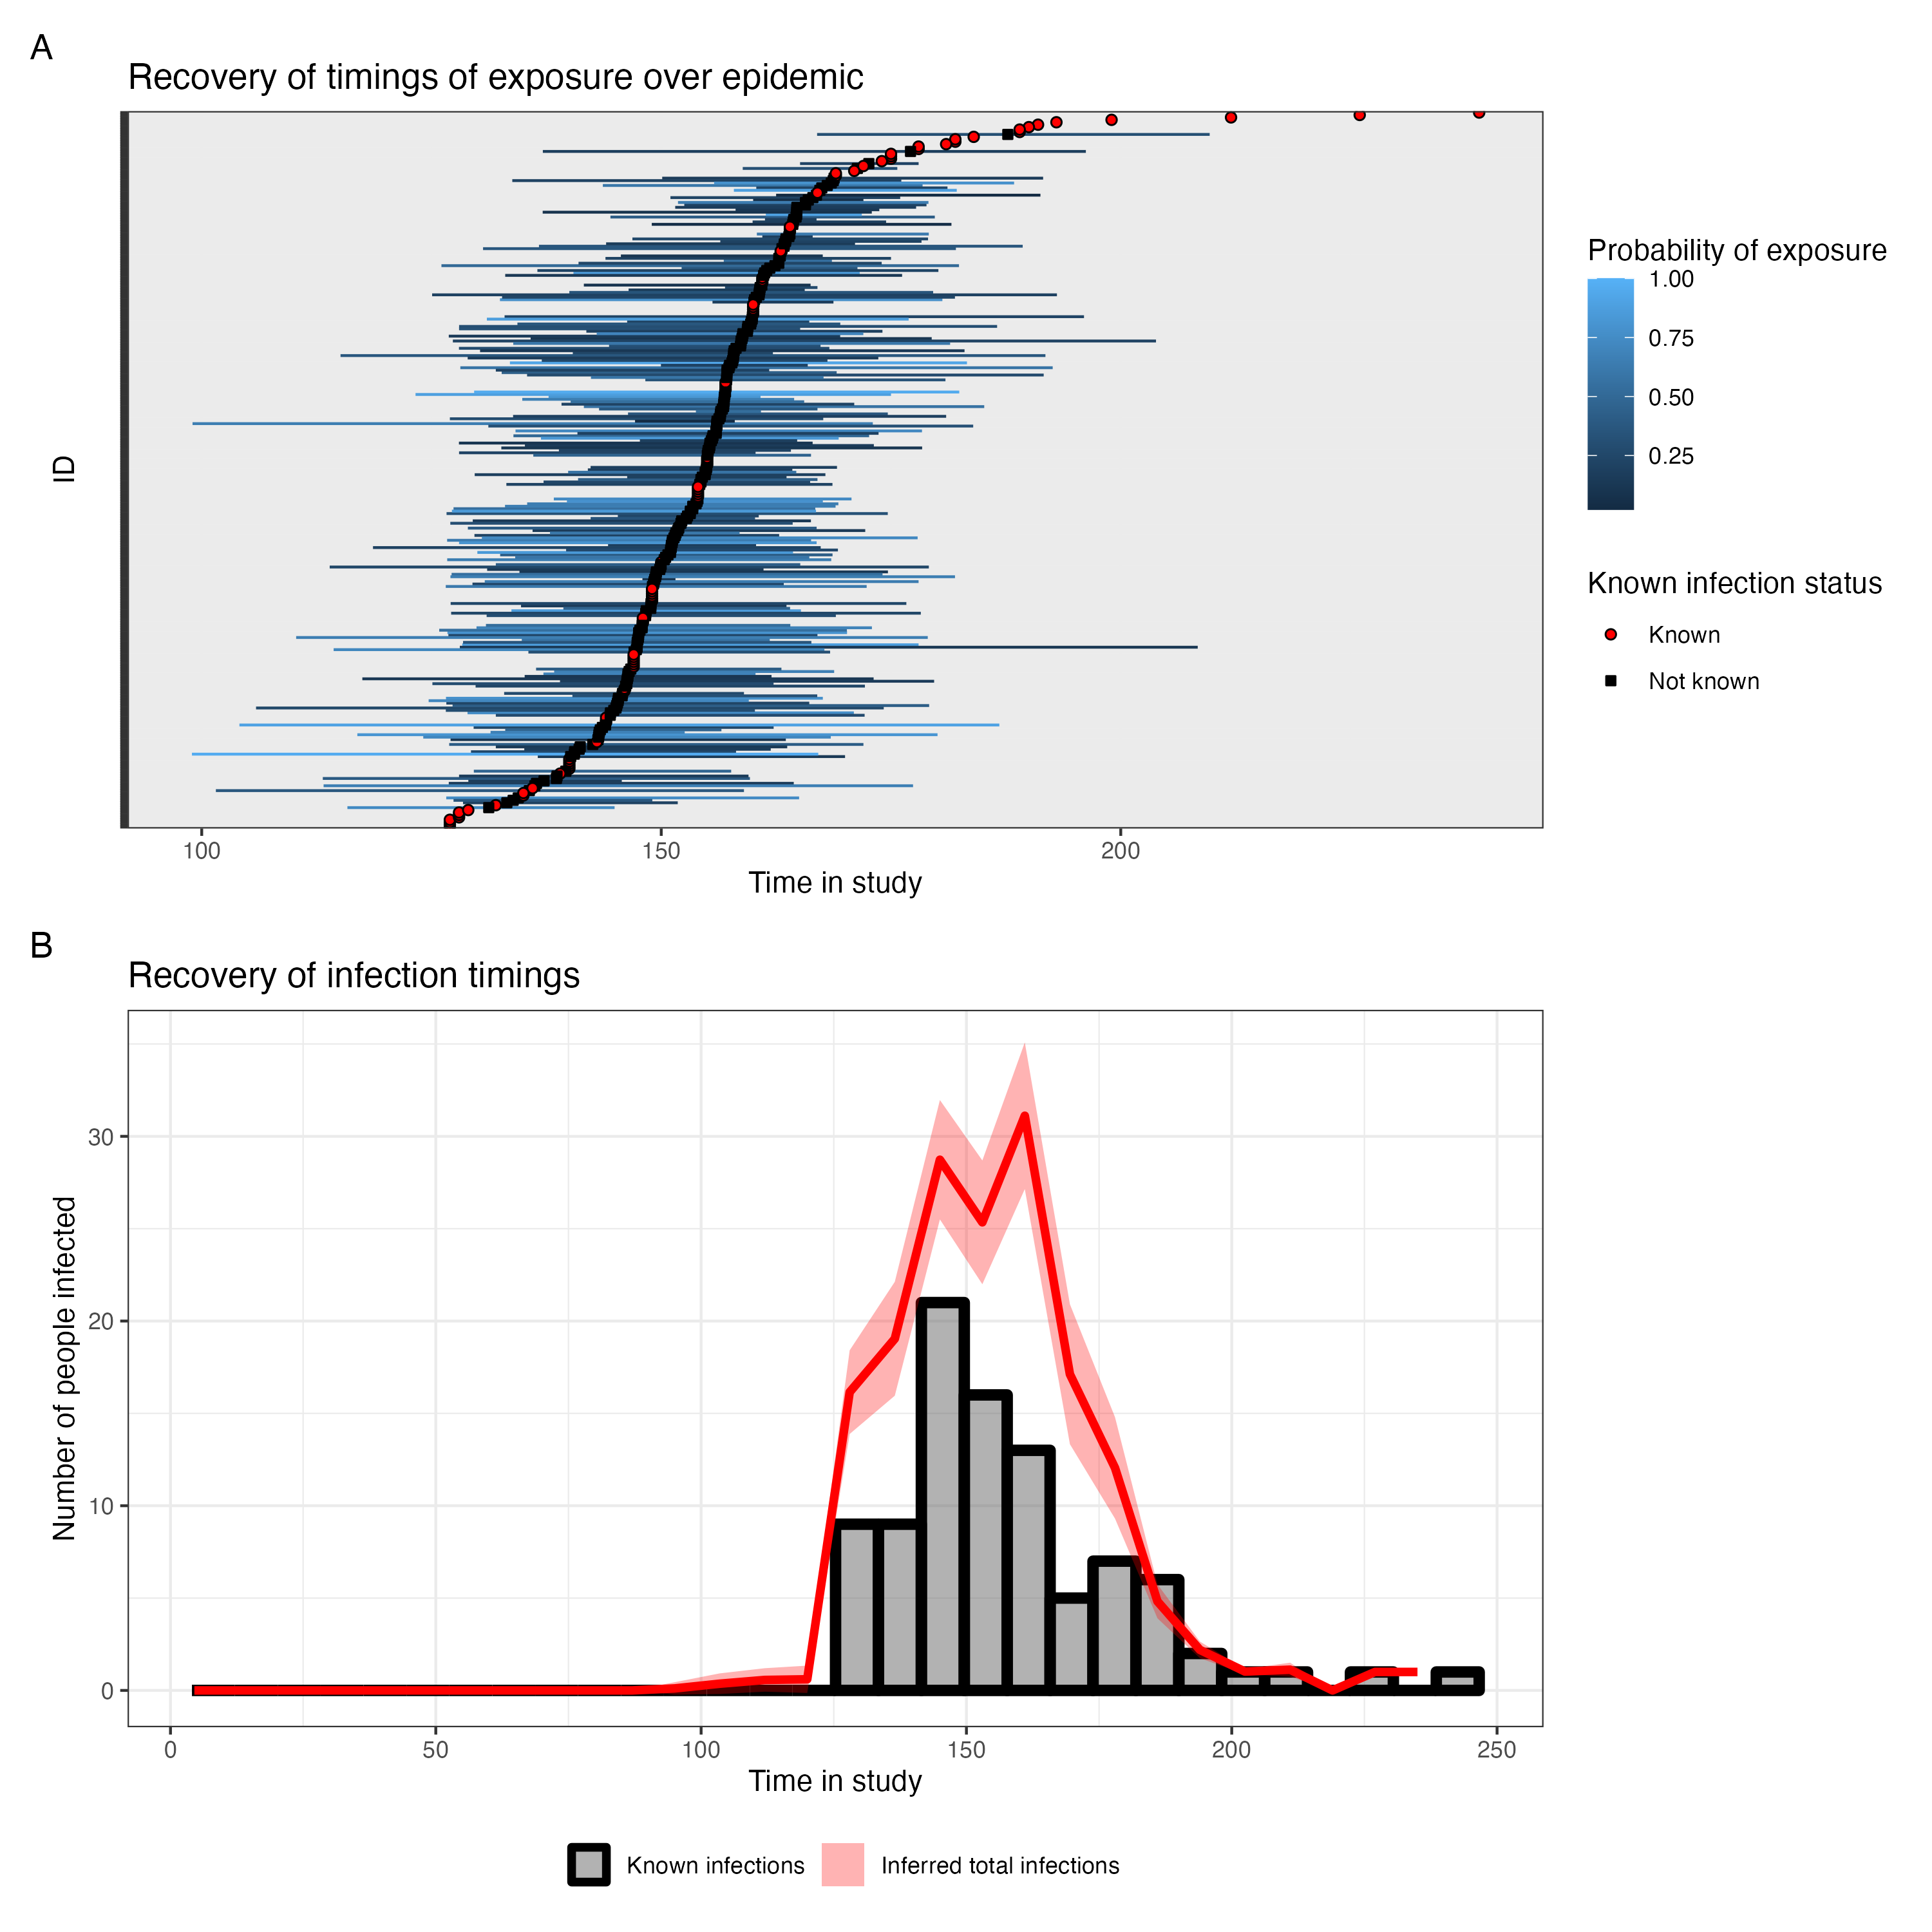 A
Recovery of timings of exposure over epidemic
ID
100 150 200
Time in study
Probability of exposure
1.00
0.75
0.50
0.25
Known infection status
Known
Not known
B
Recovery of infection timings
Number of people infected
30
20
10
0
0 50 100 150 200 250
Time in study
Known infections Inferred total infections